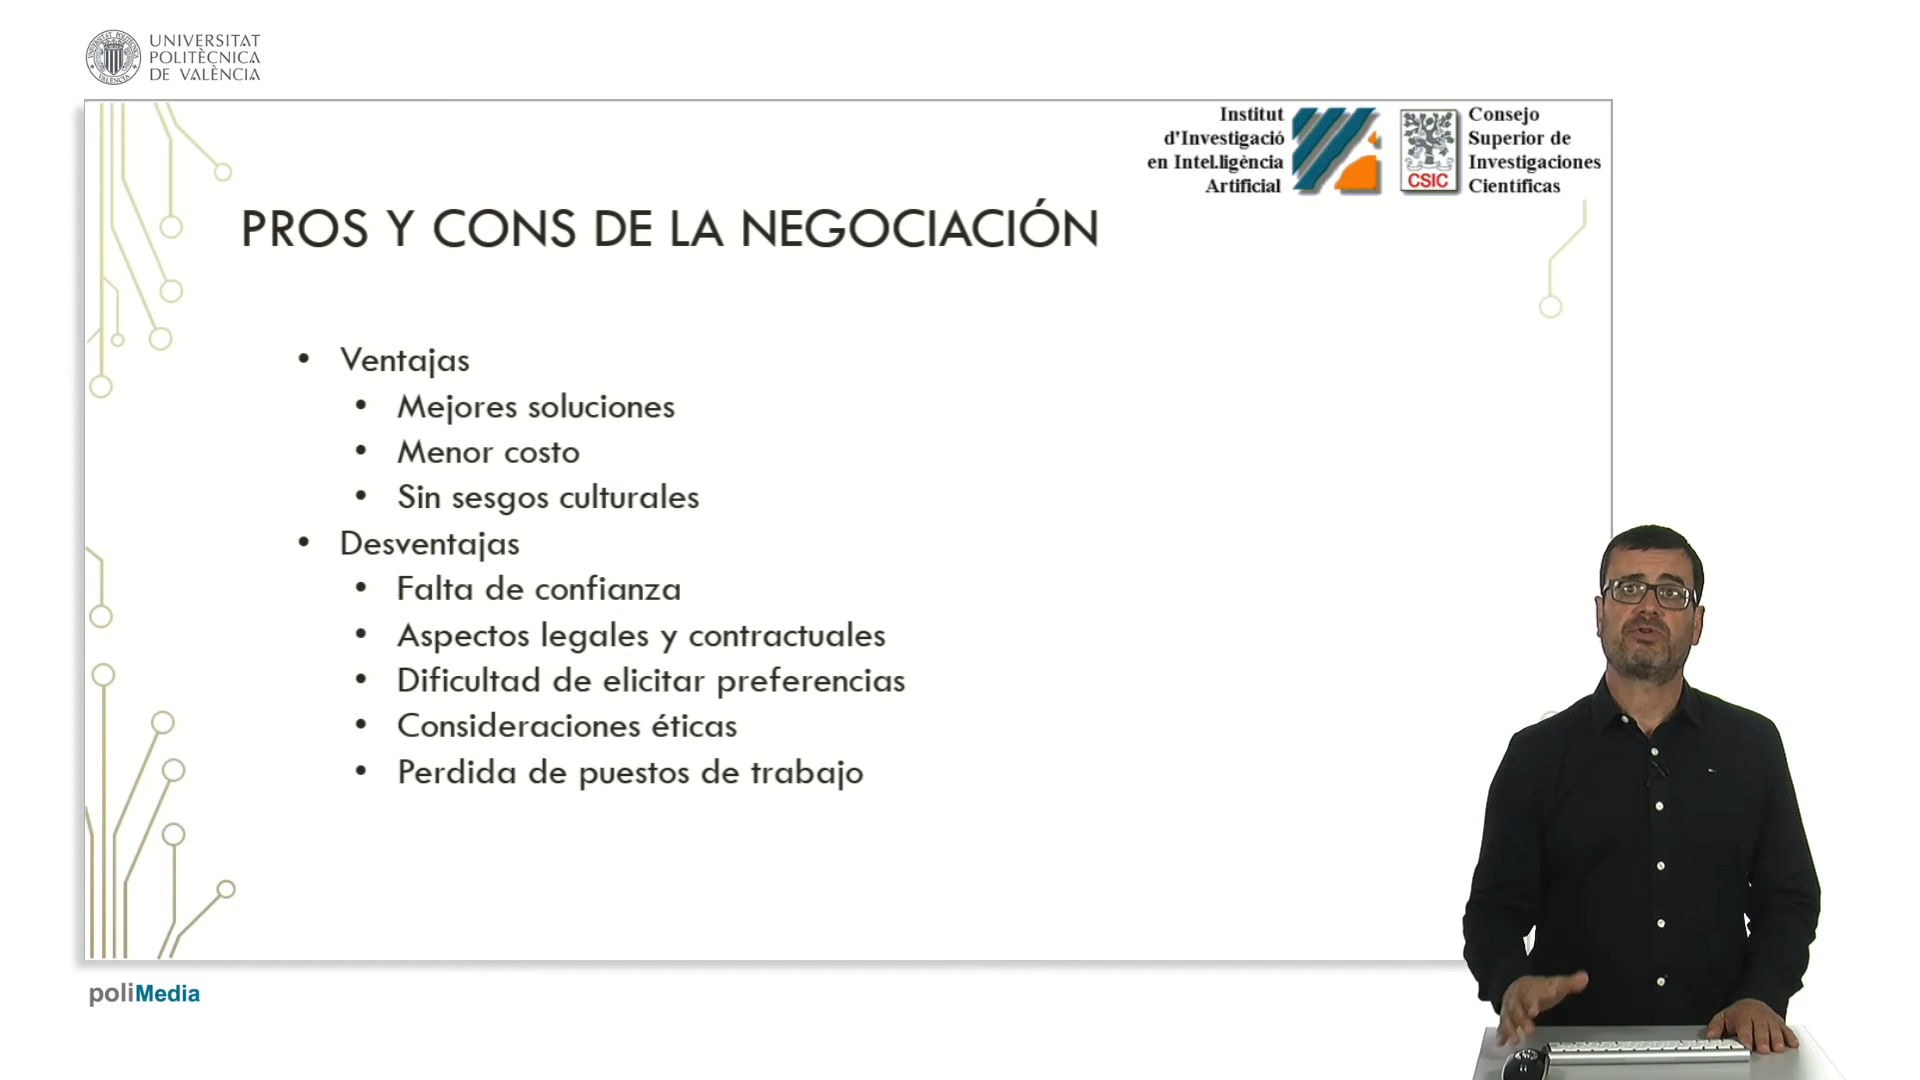 UNIVERSITAT
POLITÈCNICA
DE VALÈNCIA
Institut
d'Investigació
en Intel.ligència
Artificial
CSIC
Consejo
Superior de
Investigaciones
Científicas
PROS Y CONS DE LA NEGOCIACIÓN
• Ventajas
• Mejores soluciones
• Menor costo
• Sin sesgos culturales
• Desventajas
• Falta de confianza
• Aspectos legales y contractuales
• Dificultad de elicitar preferencias
• Consideraciones éticas
• Perdida de puestos de trabajo
poliMedia